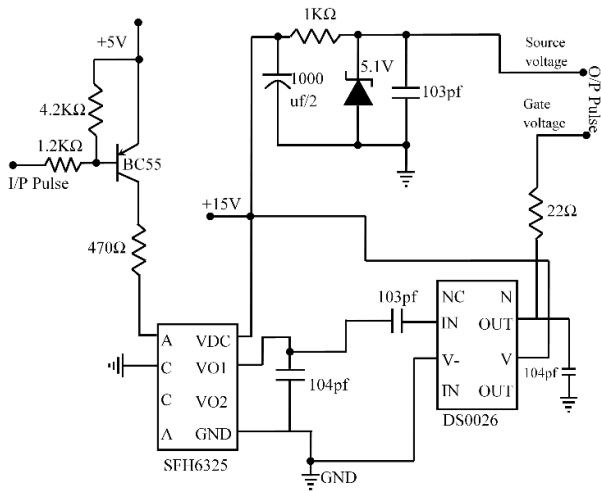 1KΩ
+5V
Source
voltage
5.1V
1000
uf/2
103pf
O/P Pulse
4.2KΩ
Gate
voltage
1.2KΩ
BC55
I/P Pulse
+15V
22Ω
470Ω
103pf
NC N
IN OUT
V- V
IN OUT
DS0026
104pf
A VDC
C VO1
C VO2
A GND
SFH6325
104pf
GND